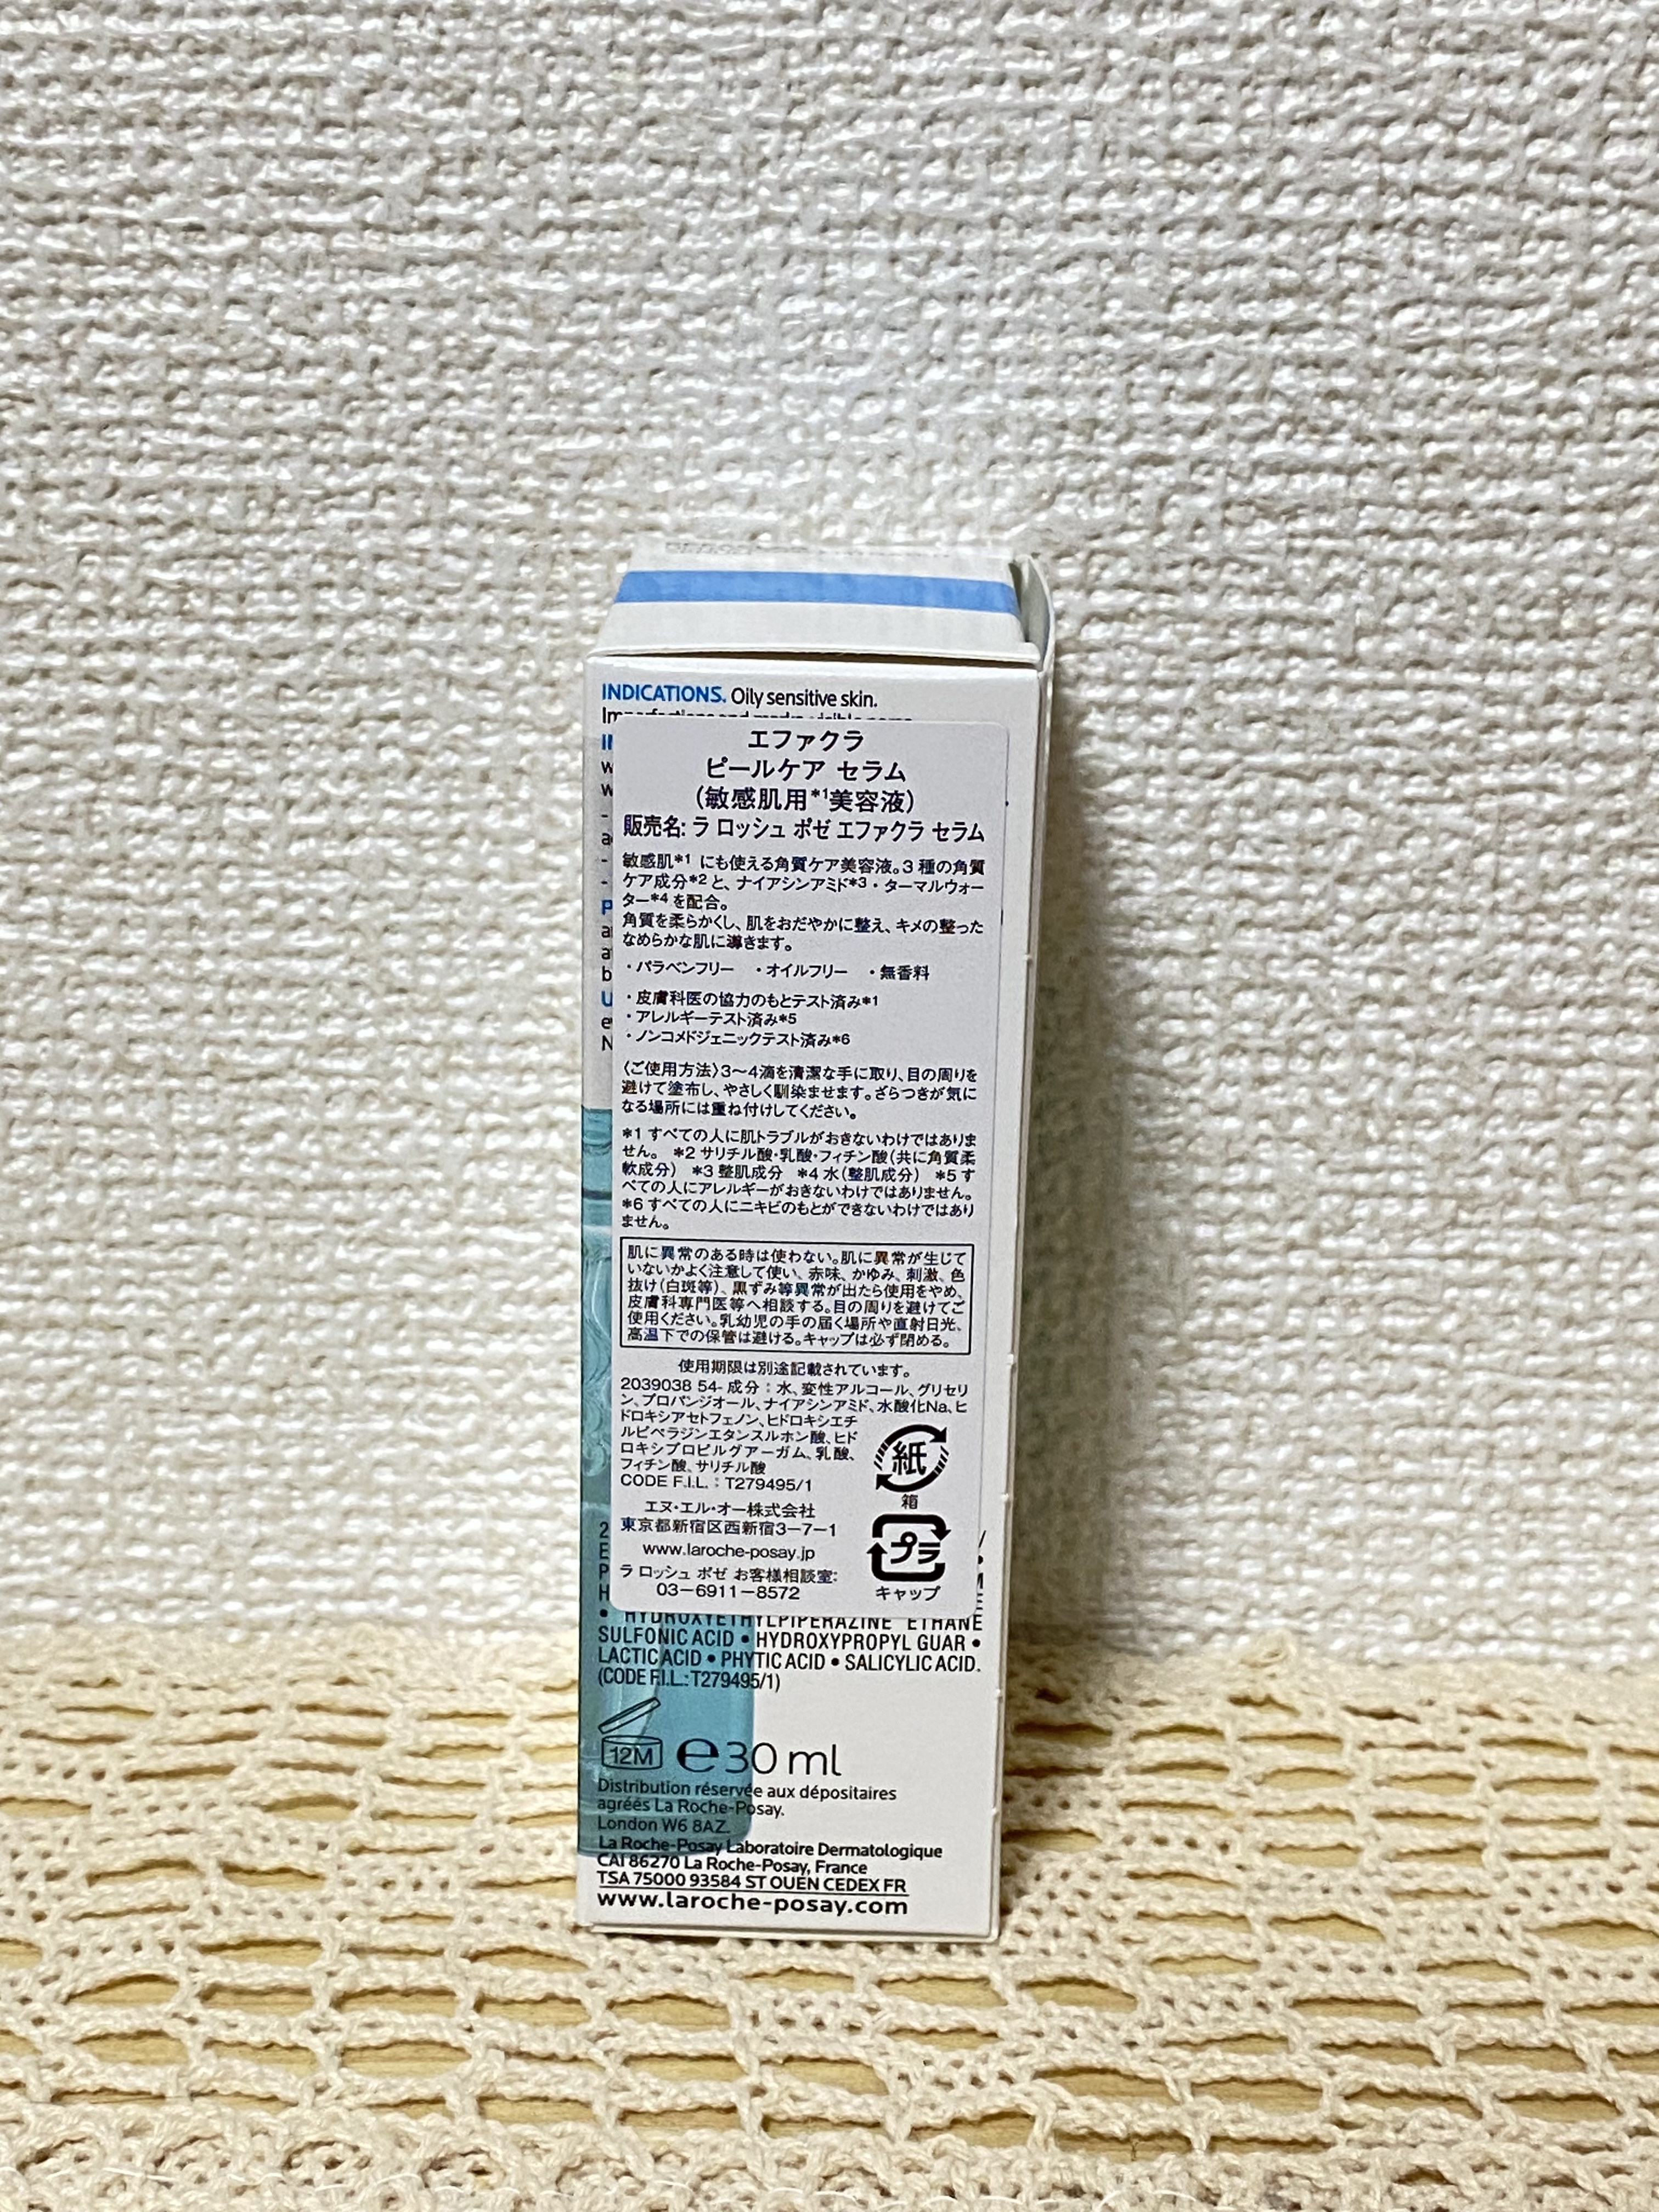 INDICATIONS. Oily sensitive skin.
エファクラ
ピールケア セラム
(敏感肌用*1美容液)
販売名: ラ ロッシュ ポゼ エファクラ セラム
敏感肌*1 にも使える角質ケア美容液。3 種の角質
ケア成分*2 と、ナイアシンアミド*3・ターマルウォー
ター*4 を配合。
角質を柔らかくし、肌をおだやかに整え、キメの整った
なめらかな肌に導きます。
・パラベンフリー ・オイルフリー ・無香料
・皮膚科医の協力のもとテスト済み*1
・アレルギーテスト済み*5
・ノンコメドジェニックテスト済み*6
〈ご使用方法〉3〜4滴を清潔な手に取り、目の周りを
避けて塗布し、やさしく馴染ませます。ざらつきが気に
なる場所には重ね付けしてください。
*1 すべての人に肌トラブルがおきないわけではありま
せん。 *2 サリチル酸・乳酸・フィチン酸(共に角質柔
軟成分) *3 整肌成分 *4 水(整肌成分) *5 す
べての人にアレルギーがおきないわけではありません。
*6 すべての人にニキビのもとができないわけではあり
ません。
肌に異常のある時は使わない。肌に異常が生じて
いないかよく注意して使い、赤味、かゆみ、刺激、色
抜け(白斑等)、黒ずみ等異常が出たら使用をやめ、
皮膚科専門医等へ相談する。目の周りを避けてご
使用ください。乳幼児の手の届く場所や直射日光、
高温下での保管は避ける。キャップは必ず閉める。
使用期限は別途記載されています。
2039038 54- 成分：水、変性アルコール、グリセリ
ン、プロパンジオール、ナイアシンアミド、水酸化Na、ヒ
ドロキシアセトフェノン、ヒドロキシエチ
ルピペラジンエタンスルホン酸、ヒド
ロキシプロピルグアーガム、乳酸、
フィチン酸、サリチル酸
CODE F.I.L.：T279495/1
紙
箱
エヌ・エル・オー株式会社
東京都新宿区西新宿3-7-1
www.laroche-posay.jp
ラ ロッシュ ポゼ お客様相談室:
03-6911-8572
プラ
キャップ
• HYDROXYETHYLPIPERAZINE ETHANE
SULFONIC ACID • HYDROXYPROPYL GUAR •
LACTIC ACID • PHYTIC ACID • SALICYLIC ACID.
(CODE F.I.L.: T279495/1)
12M ℮ 30 ml
Distribution réservée aux dépositaires
agréés La Roche-Posay.
London W6 8AZ.
La Roche-Posay Laboratoire Dermatologique
CAI 86270 La Roche-Posay, France
TSA 75000 93584 ST OUEN CEDEX FR
www.laroche-posay.com